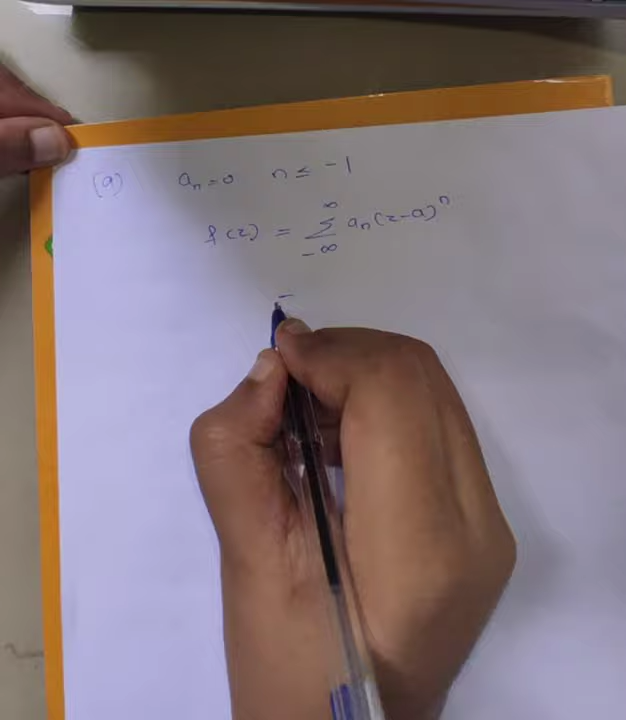 (a) aₙ=0 n ≤ -1
f(z) = ∑_{-∞}^{∞} aₙ(z-a)ⁿ